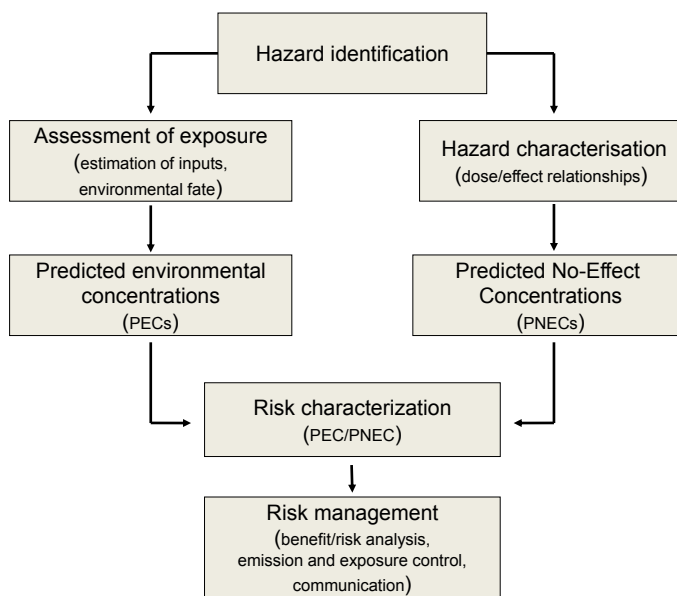 Hazard identification
Assessment of exposure
(estimation of inputs,
environmental fate)
Hazard characterisation
(dose/effect relationships)
Predicted environmental
concentrations
(PECs)
Predicted No-Effect
Concentrations
(PNECs)
Risk characterization
(PEC/PNEC)
Risk management
(benefit/risk analysis,
emission and exposure control,
communication)